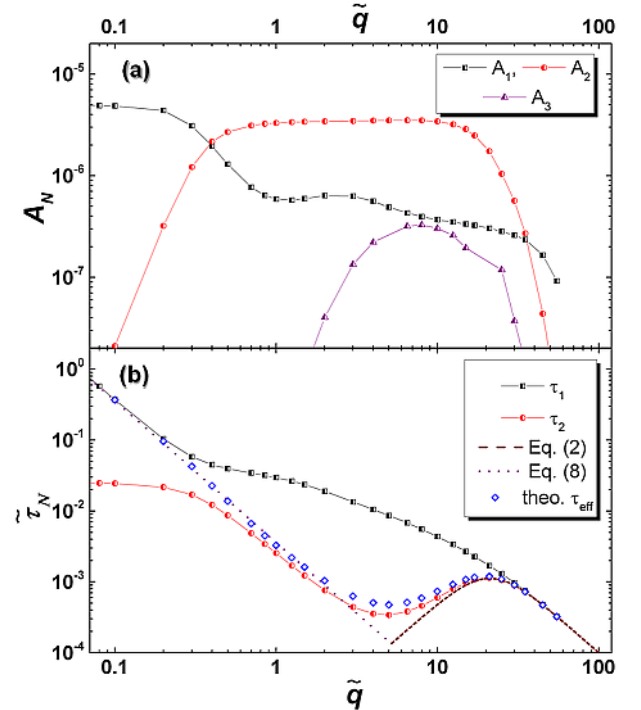 q̃
0.1 1 10 100
(a)
A₁, A₂
A₃
10⁻⁵
10⁻⁶
10⁻⁷
A_N
(b)
τ₁
τ₂
Eq. (2)
Eq. (8)
theo. τ_eff
10⁰
10⁻¹
10⁻²
10⁻³
10⁻⁴
τ̃_N
0.1 1 10 100
q̃